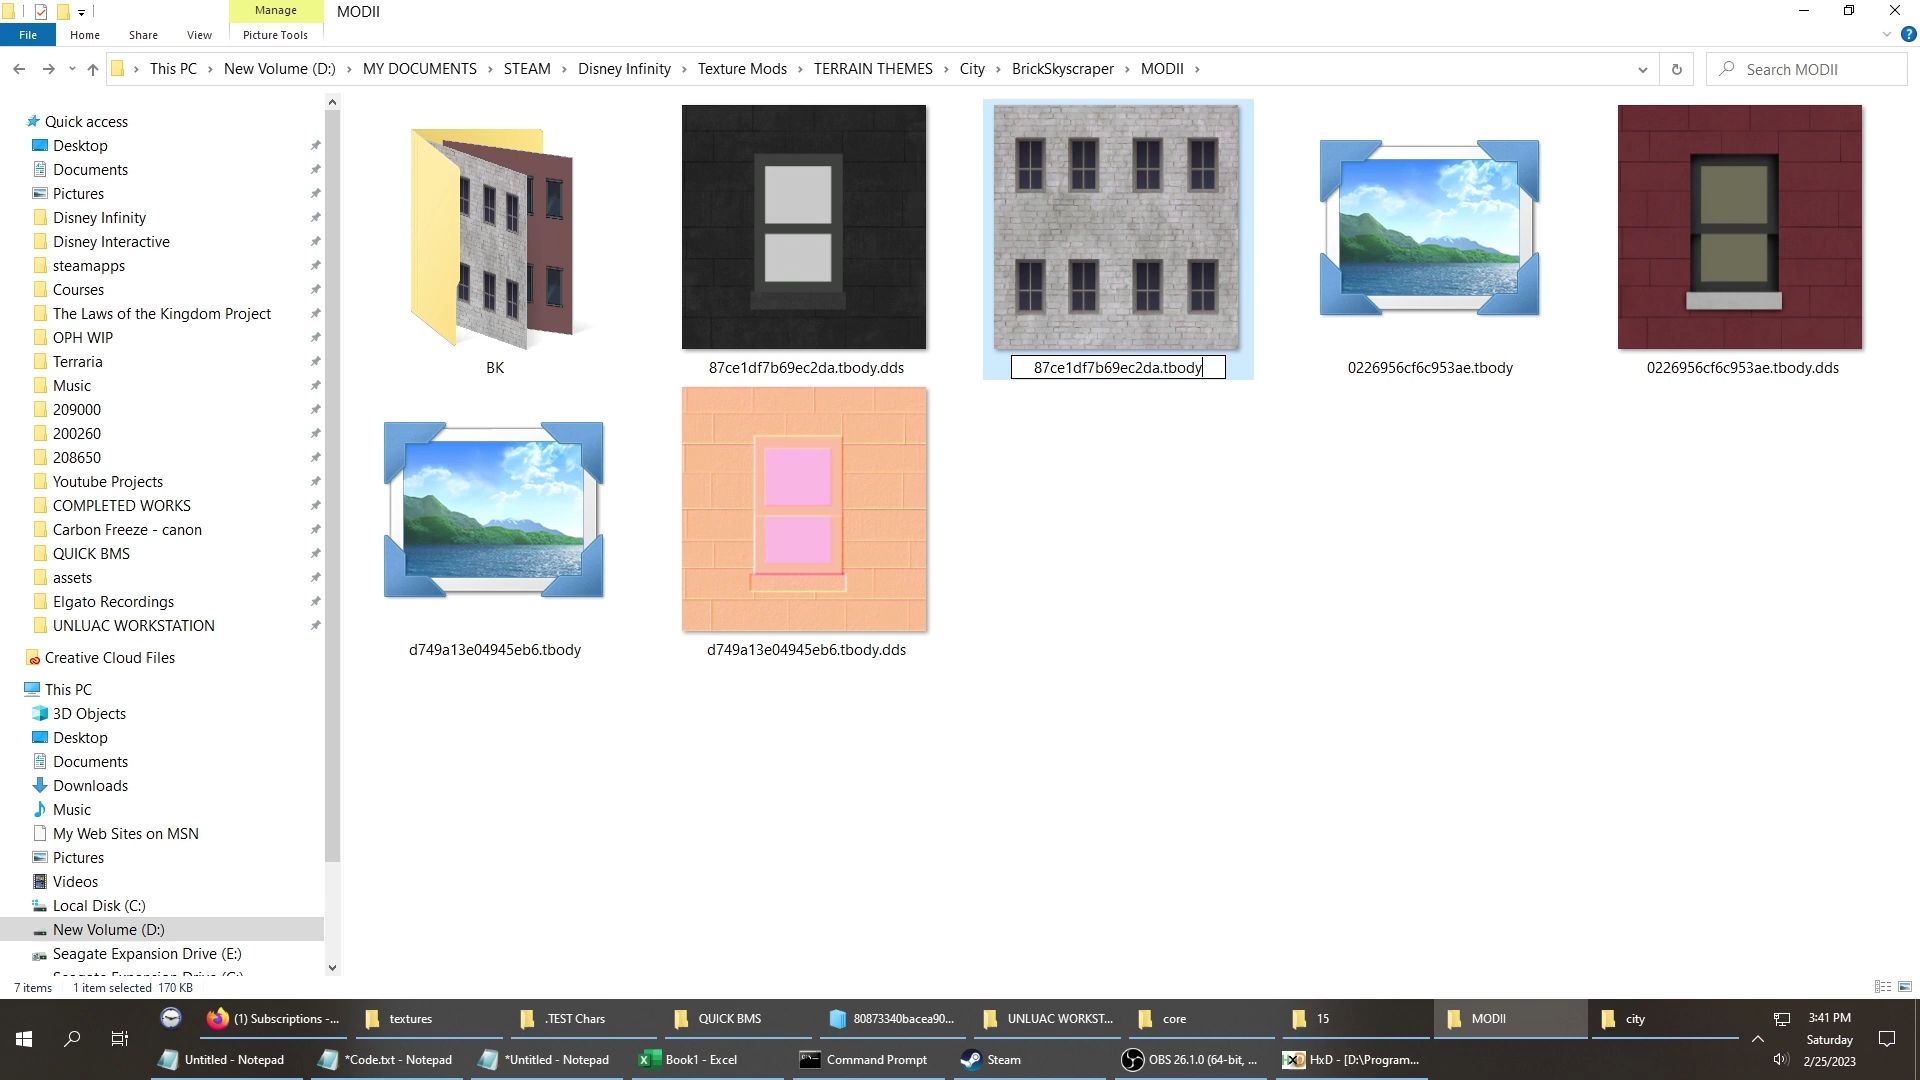 Manage
MODII
File
Home
Share
View
Picture Tools
This PC
New Volume (D:)
MY DOCUMENTS
STEAM
Disney Infinity
Texture Mods
TERRAIN THEMES
City
BrickSkyscraper
MODII
Search MODII
Quick access
Desktop
Documents
Pictures
Disney Infinity
Disney Interactive
steamapps
Courses
The Laws of the Kingdom Project
OPH WIP
Terraria
Music
209000
200260
208650
Youtube Projects
COMPLETED WORKS
Carbon Freeze - canon
QUICK BMS
assets
Elgato Recordings
UNLUAC WORKSTATION
Creative Cloud Files
This PC
3D Objects
Desktop
Documents
Downloads
Music
My Web Sites on MSN
Pictures
Videos
Local Disk (C:)
New Volume (D:)
Seagate Expansion Drive (E:)
BK
87ce1df7b69ec2da.tbody.dds
87ce1df7b69ec2da.tbody
0226956cf6c953ae.tbody
0226956cf6c953ae.tbody.dds
d749a13e04945eb6.tbody
d749a13e04945eb6.tbody.dds
7 items
1 item selected 170 KB
(1) Subscriptions -...
textures
.TEST Chars
QUICK BMS
80873340bacea90...
UNLUAC WORKST...
core
15
MODII
city
3:41 PM
Untitled - Notepad
*Code.txt - Notepad
*Untitled - Notepad
Book1 - Excel
Command Prompt
Steam
OBS 26.1.0 (64-bit, ...
HxD - [D:\Program...
Saturday
2/25/2023